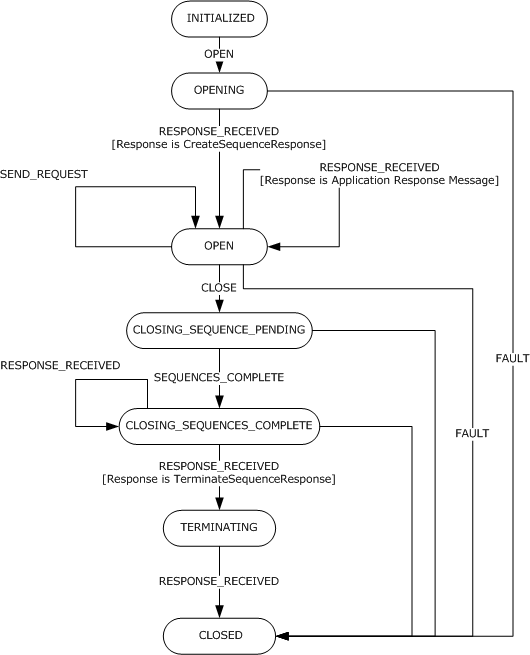 INITIALIZED
OPEN
OPENING
RESPONSE_RECEIVED
[Response is CreateSequenceResponse]
RESPONSE_RECEIVED
[Response is Application Response Message]
SEND_REQUEST
OPEN
CLOSE
CLOSING_SEQUENCE_PENDING
FAULT
RESPONSE_RECEIVED
SEQUENCES_COMPLETE
CLOSING_SEQUENCES_COMPLETE
FAULT
RESPONSE_RECEIVED
[Response is TerminateSequenceResponse]
TERMINATING
RESPONSE_RECEIVED
CLOSED